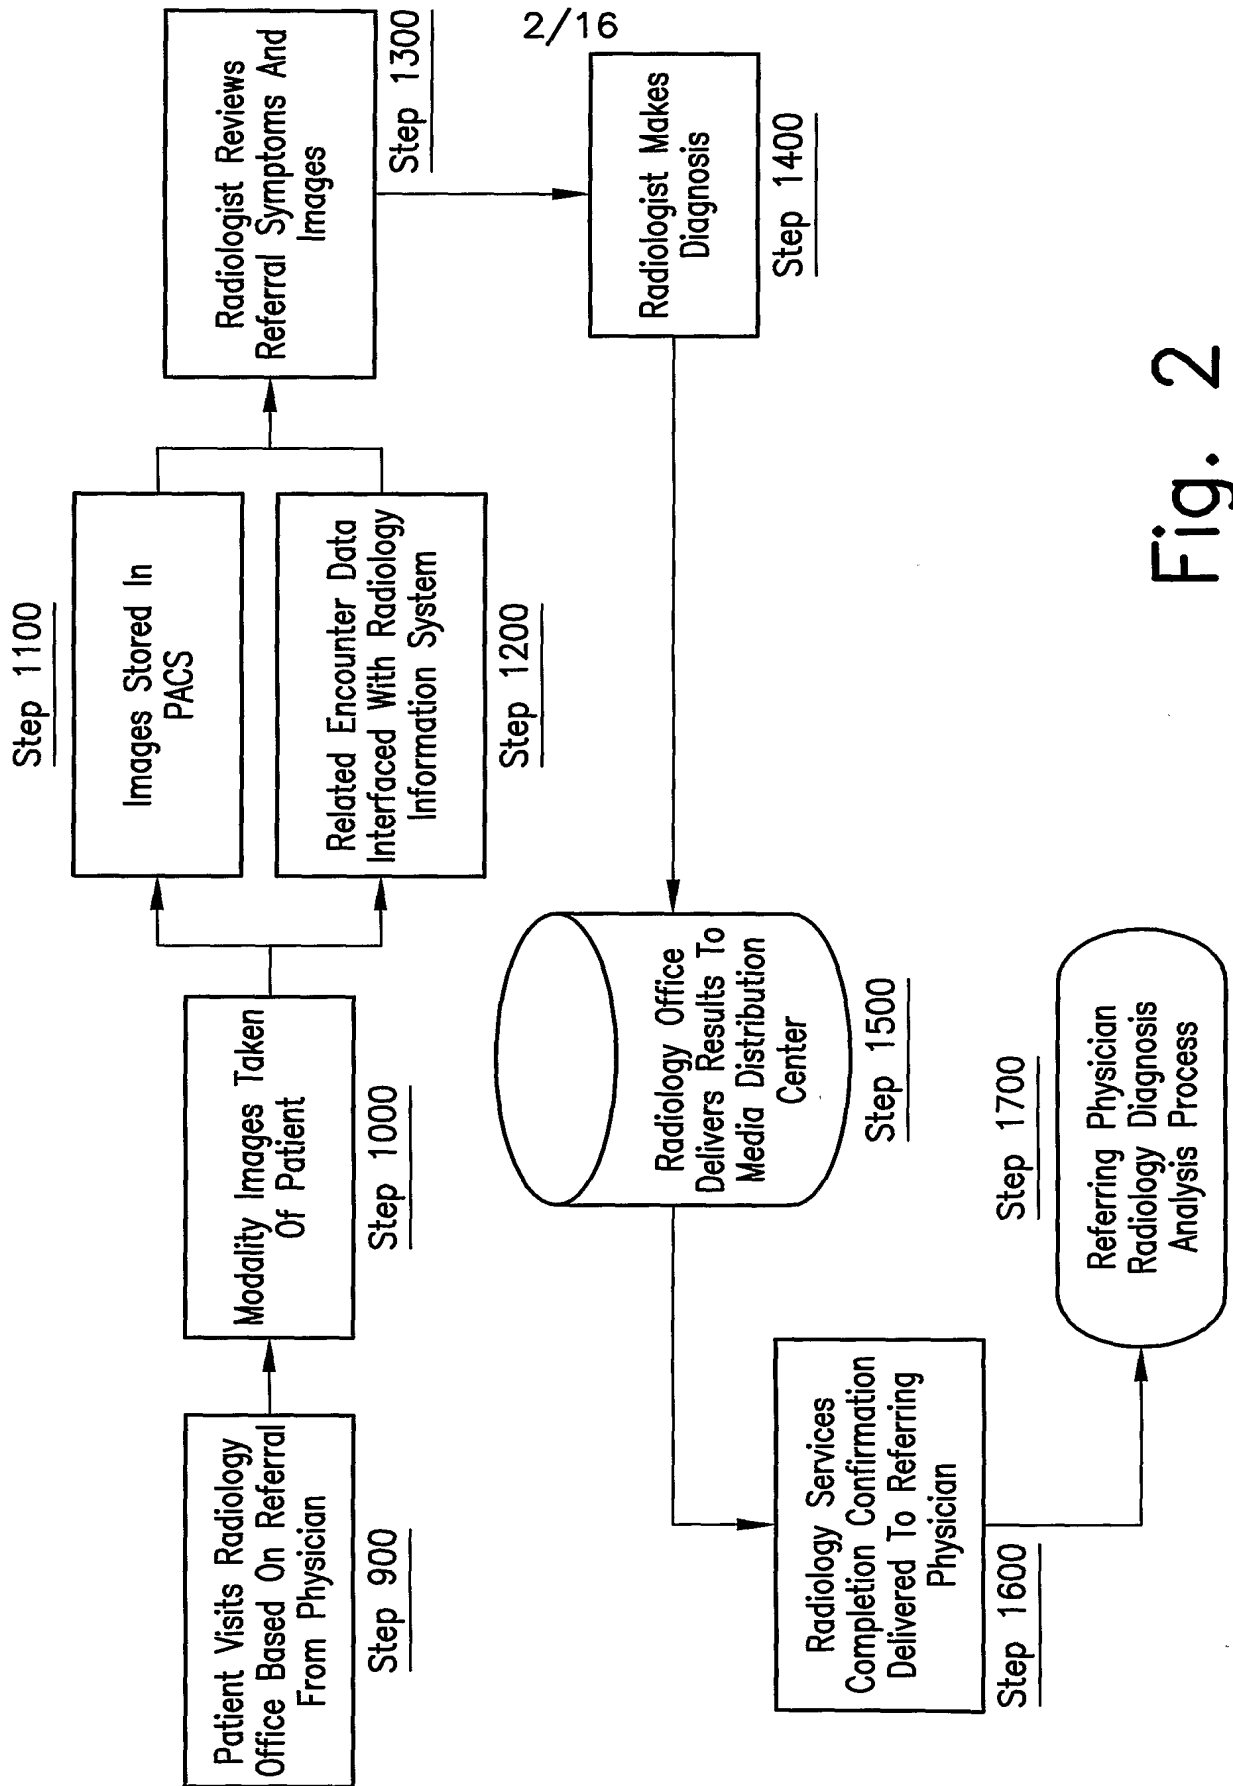 2/16
Patient Visits Radiology
Office Based On Referral
From Physician
Step 900
Modality Images Taken
Of Patient
Step 1000
Step 1100
Images Stored In
PACS
Related Encounter Data
Interfaced With Radiology
Information System
Step 1200
Radiologist Reviews
Referral Symptoms And
Images
Step 1300
Radiologist Makes
Diagnosis
Step 1400
Radiology Office
Delivers Results To
Media Distribution
Center
Step 1500
Radiology Services
Completion Confirmation
Delivered To Referring
Physician
Step 1600
Step 1700
Referring Physician
Radiology Diagnosis
Analysis Process
Fig. 2